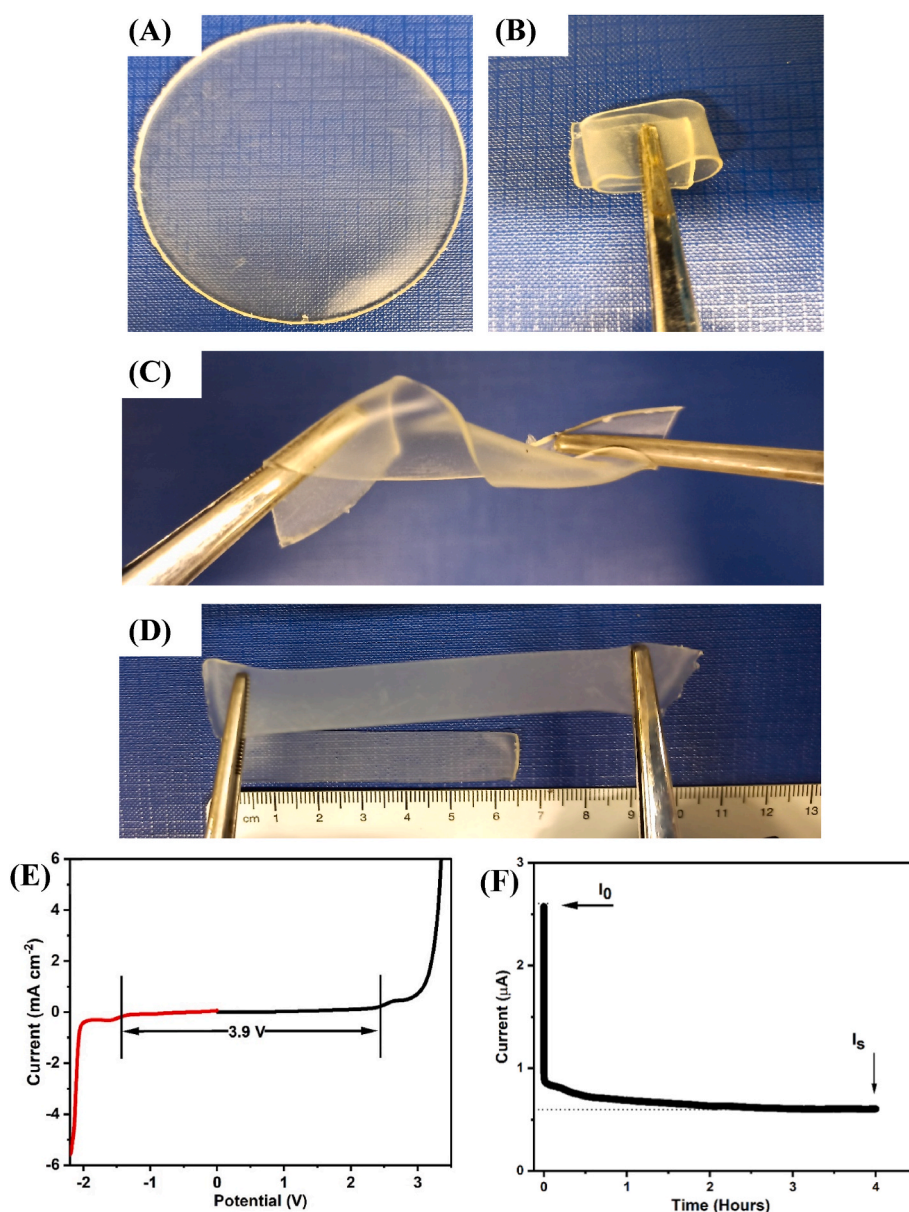 (A)
(B)
(C)
(D)
cm 1 2 3 4 5 6 7 8 9 10 11 12 13
(E)
6
4
2
0
-2
-4
-6
Current (mA cm-2)
3.9 V
-2 -1 0 1 2 3
Potential (V)
(F)
3
2
1
0
Current (μA)
I0
Is
0 1 2 3 4
Time (Hours)